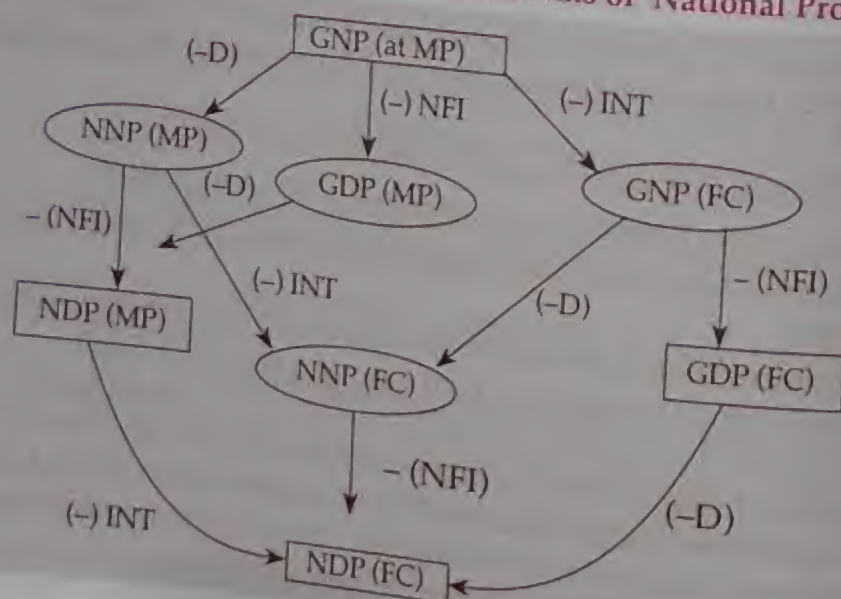 of National Pro
GNP (at MP)
(–D)
(–) NFI
(–) INT
NNP (MP)
(–D)
GDP (MP)
GNP (FC)
– (NFI)
(–) INT
(–D)
– (NFI)
NDP (MP)
NNP (FC)
GDP (FC)
– (NFI)
(–) INT
(–D)
NDP (FC)